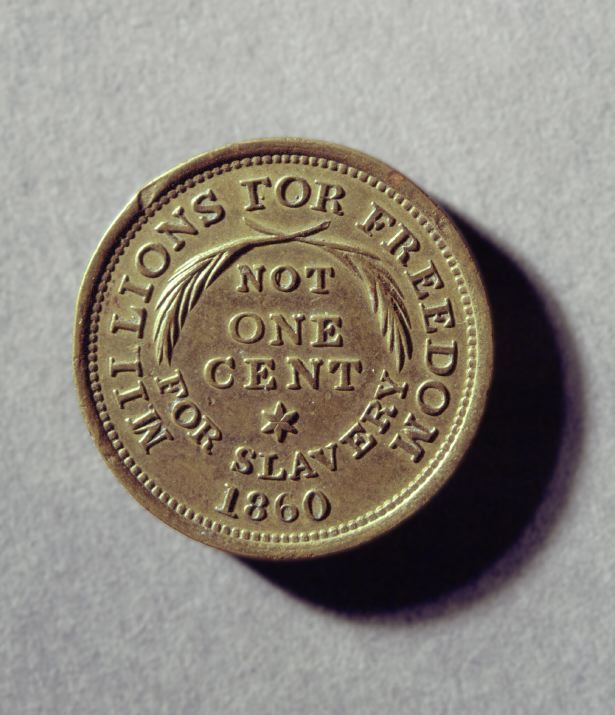 MILLIONS FOR FREEDOM
NOT
ONE
CENT
FOR SLAVERY
1860